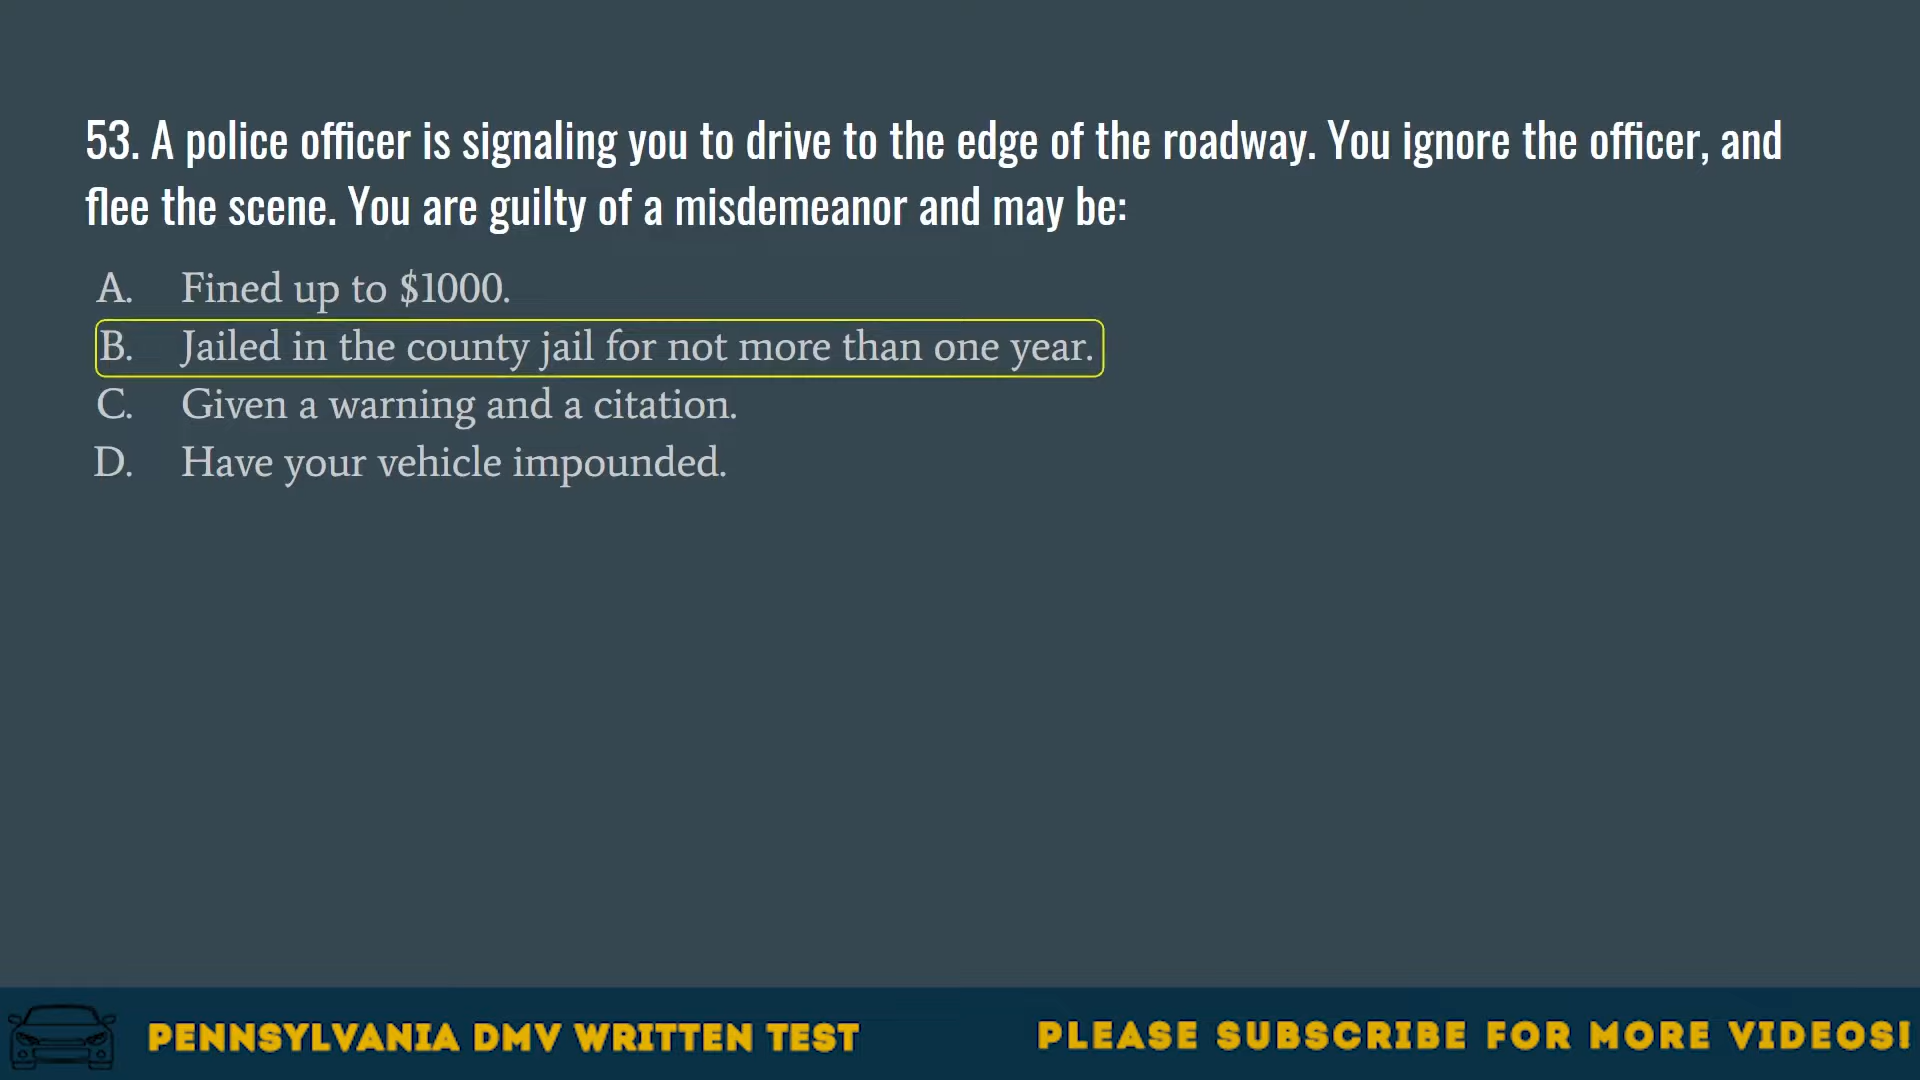 53. A police officer is signaling you to drive to the edge of the roadway. You ignore the officer, and
flee the scene. You are guilty of a misdemeanor and may be:
A. Fined up to $1000.
B. Jailed in the county jail for not more than one year.
C. Given a warning and a citation.
D. Have your vehicle impounded.
PENNSYLVANIA DMV WRITTEN TEST
PLEASE SUBSCRIBE FOR MORE VIDEOS!